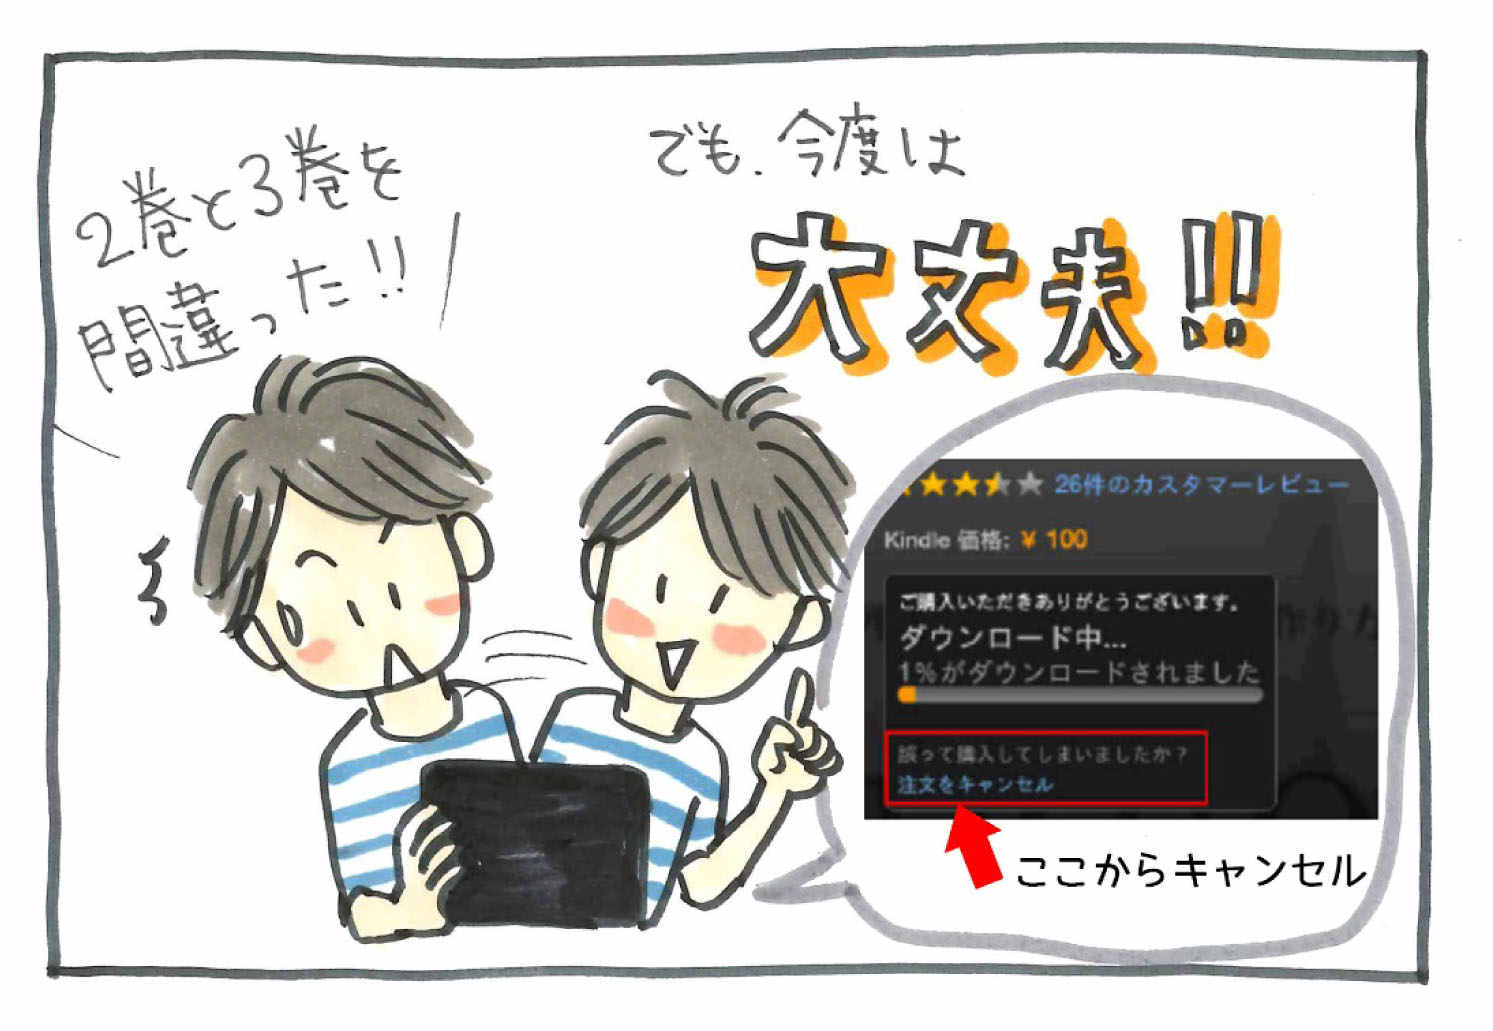 2巻と3巻を
間違った!!
でも、今度は
大丈夫!!
26件のカスタマーレビュー
Kindle 価格: ¥ 100
ご購入いただきありがとうございます。
ダウンロード中...
1%がダウンロードされました
誤って購入してしまいましたか？
注文をキャンセル
ここからキャンセル